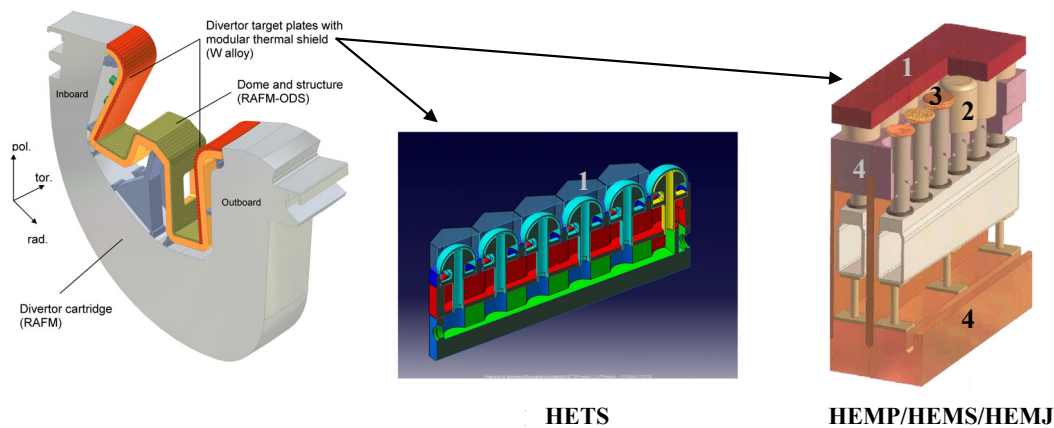 Divertor target plates with
modular thermal shield
(W alloy)
Dome and structure
(RAFM-ODS)
Inboard
pol.
tor.
rad.
Outboard
Divertor cartridge
(RAFM)
1
HETS
1
3
2
4
4
HEMP/HEMS/HEMJ